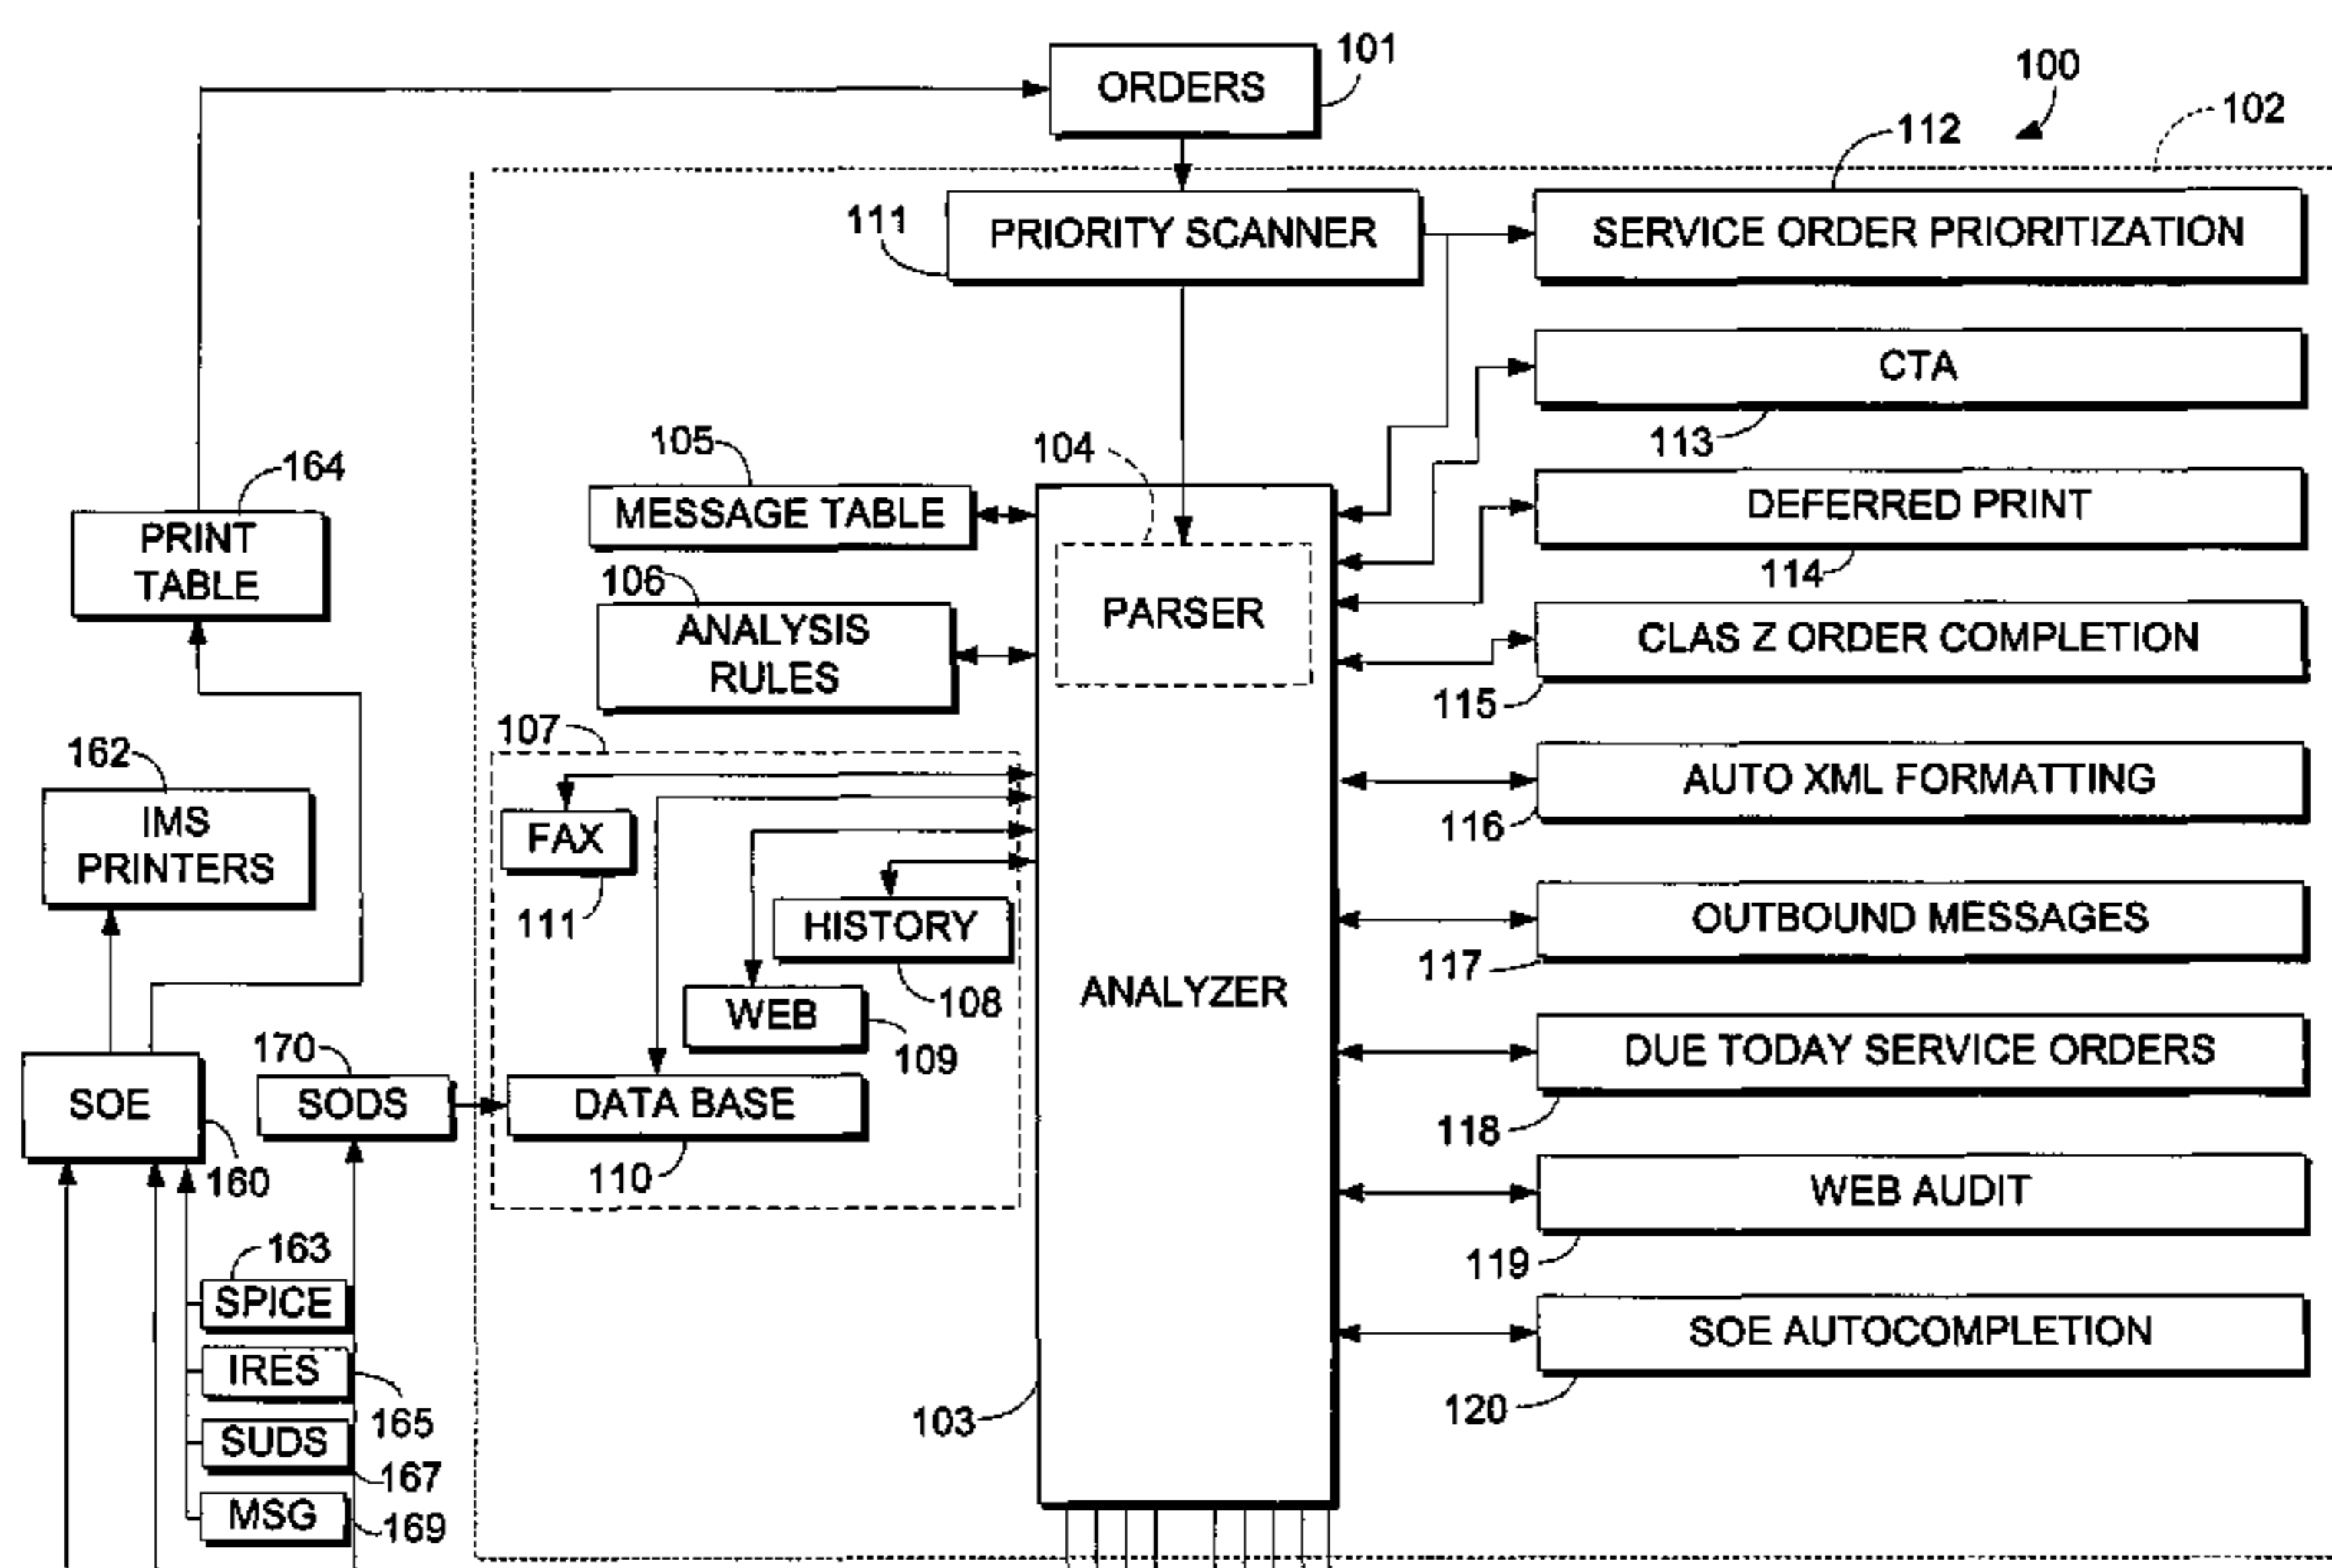 ORDERS
101
100
102
112
111
PRIORITY SCANNER
SERVICE ORDER PRIORITIZATION
CTA
113
105
104
164
MESSAGE TABLE
DEFERRED PRINT
114
PRINT
TABLE
106
ANALYSIS
RULES
PARSER
CLAS Z ORDER COMPLETION
115
107
162
IMS
PRINTERS
FAX
111
AUTO XML FORMATTING
116
HISTORY
108
OUTBOUND MESSAGES
117
ANALYZER
WEB
109
170
SOE
160
SODS
DATA BASE
110
DUE TODAY SERVICE ORDERS
118
WEB AUDIT
119
163
SPICE
IRES
165
SUDS
167
MSG
169
SOE AUTOCOMPLETION
120
103